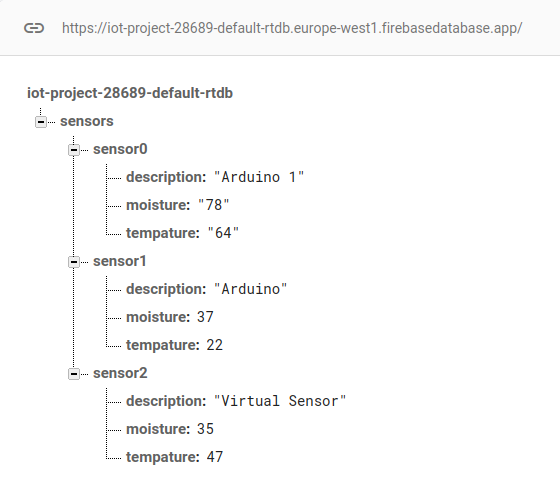 https://iot-project-28689-default-rtdb.europe-west1.firebasedatabase.app/
iot-project-28689-default-rtdb
sensors
sensor0
description: "Arduino 1"
moisture: "78"
tempature: "64"
sensor1
description: "Arduino"
moisture: 37
tempature: 22
sensor2
description: "Virtual Sensor"
moisture: 35
tempature: 47